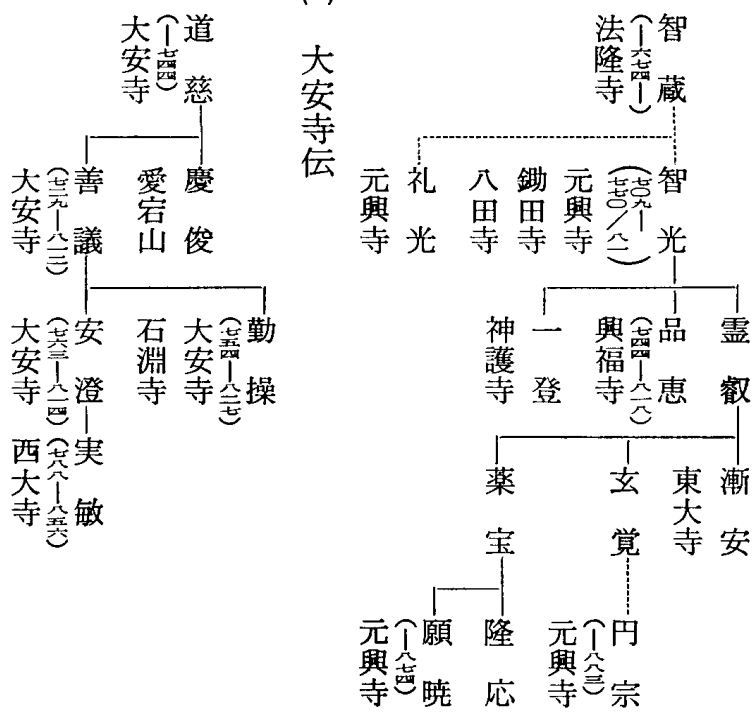 智蔵
(―六七四―)
法隆寺
智光
(七〇九―
七七〇/八一)
元興寺
鋤田寺
八田寺
礼光
元興寺
霊叡
品恵
(七四四―八一八)
興福寺
一登
神護寺
漸安
東大寺
玄覚
薬宝
円宗
(―八八三)
元興寺
隆応
願暁
(―八七四)
元興寺
大安寺伝
道慈
(―七四四)
大安寺
慶俊
愛宕山
善議
(七二九―八一二)
大安寺
勤操
(七五四―八二七)
大安寺
石淵寺
安澄
(七六三―八一四)
大安寺
実敏
(七八八―八五六)
西大寺